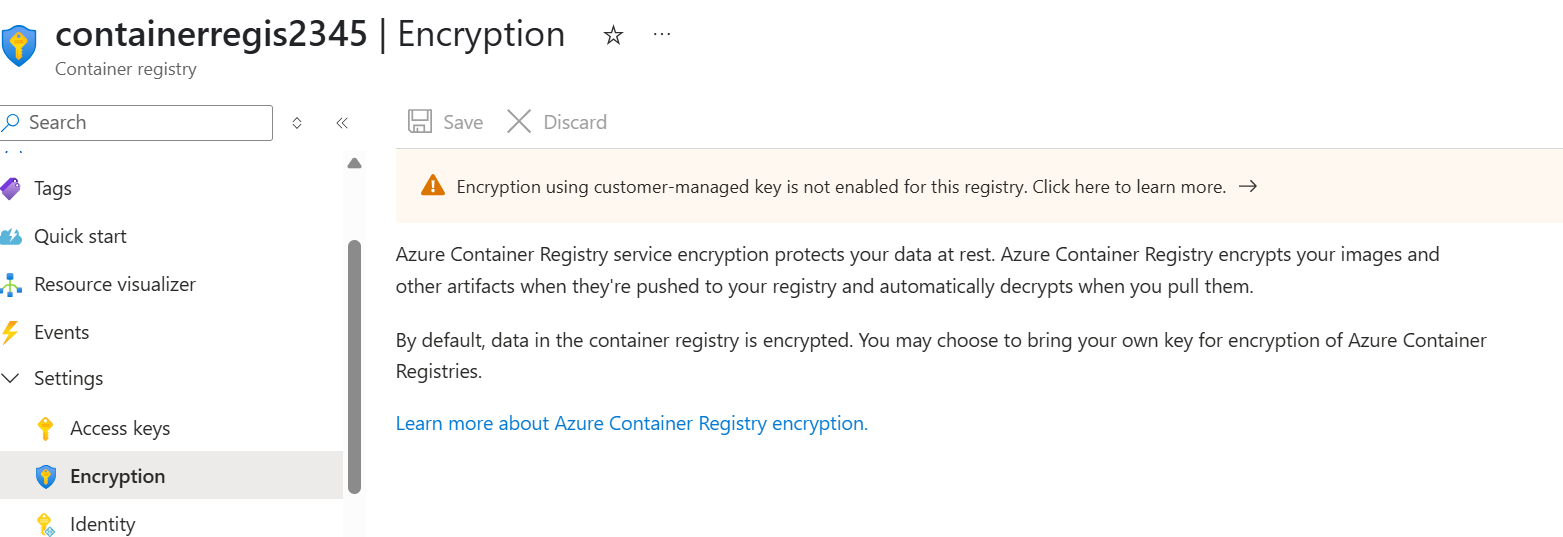 containerregis2345 | Encryption
Container registry
Search
Save
Discard
Encryption using customer-managed key is not enabled for this registry. Click here to learn more.
Tags
Quick start
Resource visualizer
Events
Settings
Access keys
Encryption
Identity
Azure Container Registry service encryption protects your data at rest. Azure Container Registry encrypts your images and
other artifacts when they're pushed to your registry and automatically decrypts when you pull them.
By default, data in the container registry is encrypted. You may choose to bring your own key for encryption of Azure Container
Registries.
Learn more about Azure Container Registry encryption.